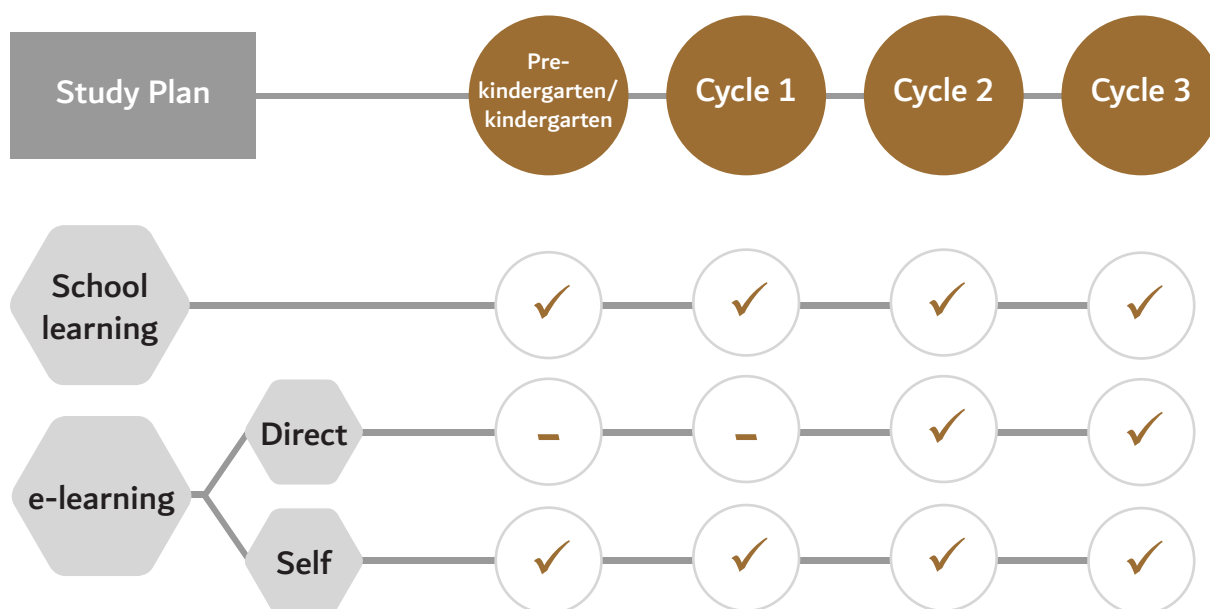 Study Plan
Pre-
kindergarten/
kindergarten
Cycle 1
Cycle 2
Cycle 3
School
learning
✓ ✓ ✓ ✓
e-learning
Direct
- - ✓ ✓
Self
✓ ✓ ✓ ✓